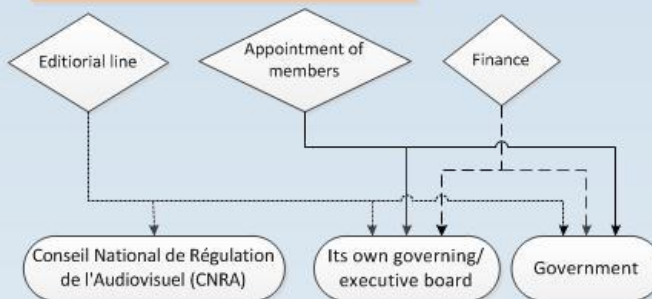 Editiorial line
Appointment of
members
Finance
Conseil National de Régulation
de l'Audiovisuel (CNRA)
Its own governing/
executive board
Government